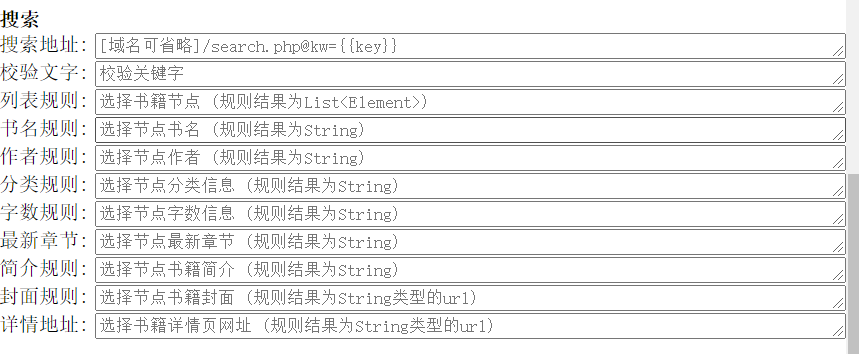 搜索
搜索地址: [域名可省略]/search.php@kw={{key}}
校验文字: 校验关键字
列表规则: 选择书籍节点 (规则结果为List<Element>)
书名规则: 选择节点书名 (规则结果为String)
作者规则: 选择节点作者 (规则结果为String)
分类规则: 选择节点分类信息 (规则结果为String)
字数规则: 选择节点字数信息 (规则结果为String)
最新章节: 选择节点最新章节 (规则结果为String)
简介规则: 选择节点书籍简介 (规则结果为String)
封面规则: 选择节点书籍封面 (规则结果为String类型的url)
详情地址: 选择书籍详情页网址 (规则结果为String类型的url)